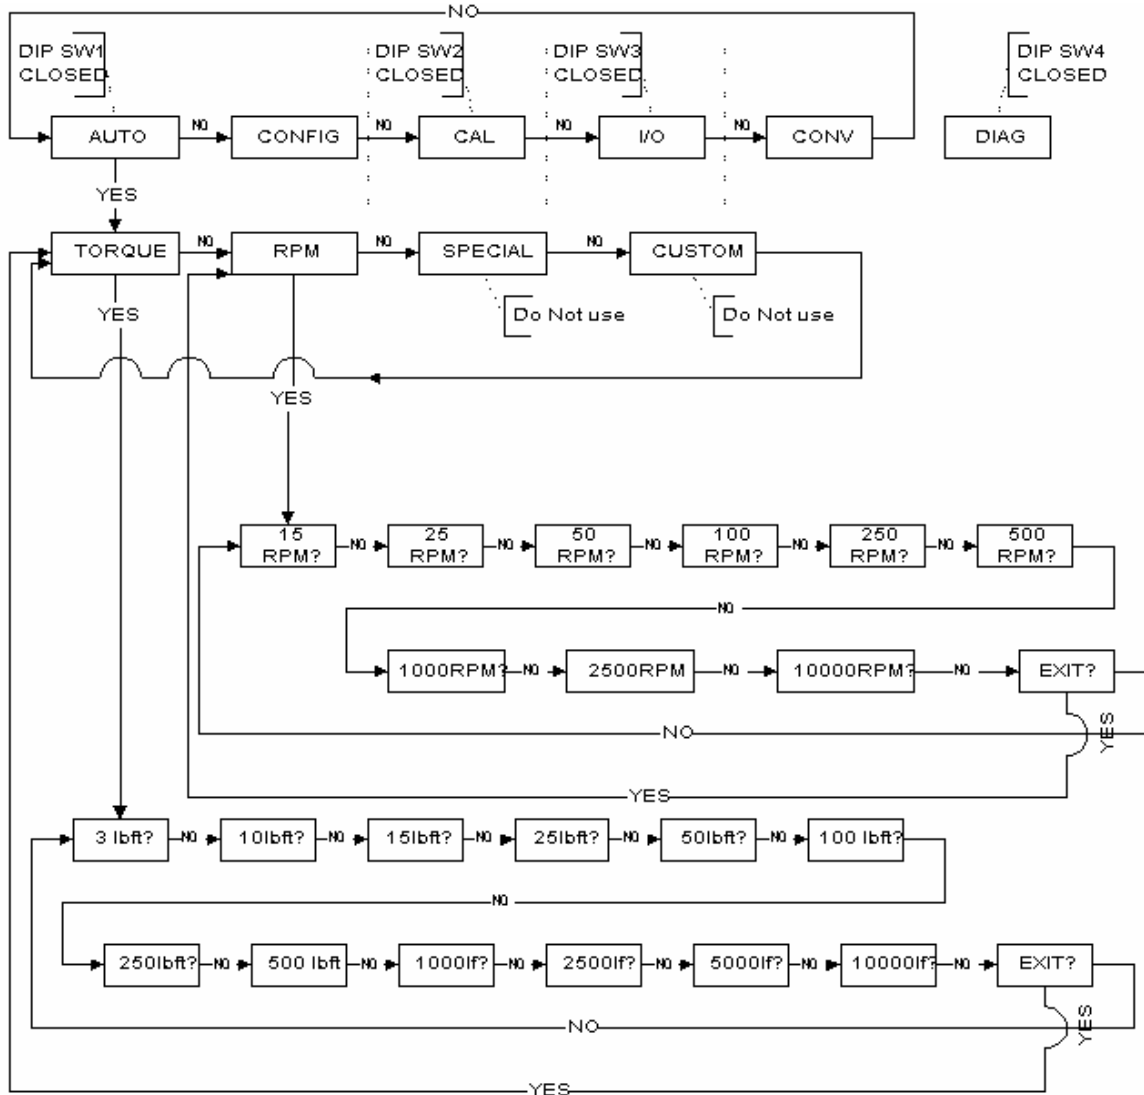 NO
DIP SW1
CLOSED
DIP SW2
CLOSED
DIP SW3
CLOSED
DIP SW4
CLOSED
AUTO NO CONFIG NO CAL NO I/O NO CONV DIAG
YES
TORQUE NO RPM NO SPECIAL NO CUSTOM
YES
Do Not use
Do Not use
YES
15
RPM?
NO
25
RPM?
NO
50
RPM?
NO
100
RPM?
NO
250
RPM?
NO
500
RPM?
NO
1000RPM? NO 2500RPM NO 10000RPM? NO EXIT?
YES
NO
YES
3 lbft? NO 10lbft? NO 15lbft? NO 25lbft? NO 50lbft? NO 100 lbft?
NO
250lbft? NO 500 lbft NO 1000lf? NO 2500lf? NO 5000lf? NO 10000lf? NO EXIT?
YES
NO
YES